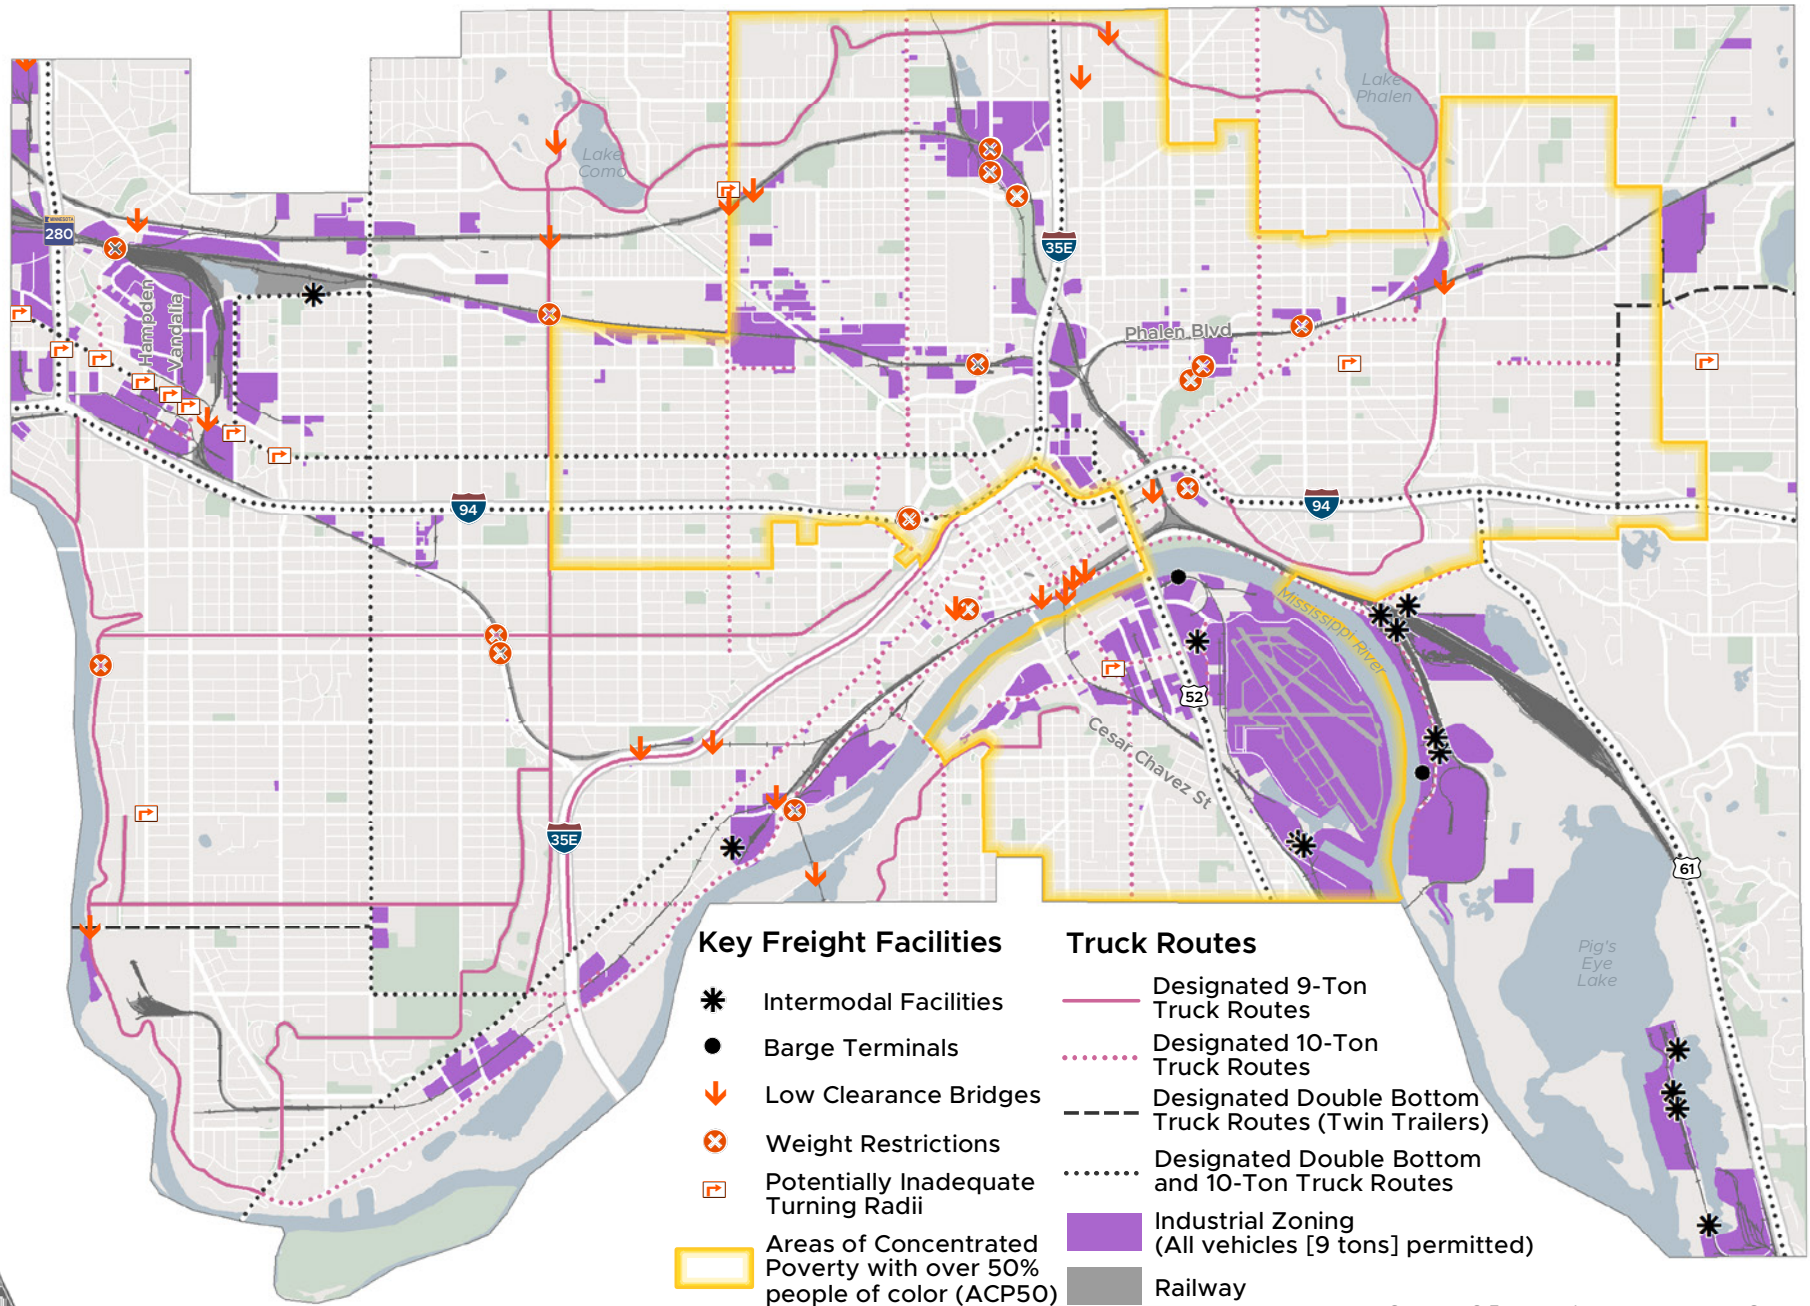 Lake
Phalen
Lake
Como
MINNESOTA
280
35E
Hampden
Vandalia
Phalen Blvd
94
94
Mississippi River
52
Cesar Chavez St
35E
61
Pig's
Eye
Lake
Key Freight Facilities
Intermodal Facilities
Barge Terminals
Low Clearance Bridges
Weight Restrictions
Potentially Inadequate
Turning Radii
Areas of Concentrated
Poverty with over 50%
people of color (ACP50)
Truck Routes
Designated 9-Ton
Truck Routes
Designated 10-Ton
Truck Routes
Designated Double Bottom
Truck Routes (Twin Trailers)
Designated Double Bottom
and 10-Ton Truck Routes
Industrial Zoning
(All vehicles [9 tons] permitted)
Railway